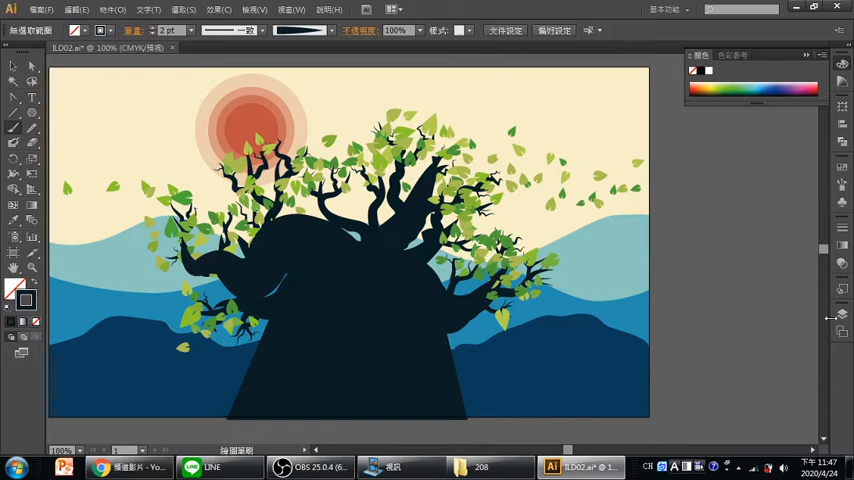 Ai 檔案(F) 編輯(E) 物件(O) 文字(T) 選取(S) 效果(C) 檢視(V) 視窗(W) 說明(H) 基本功能
無選取範圍 筆畫: 2 pt 一致 不透明度: 100% 樣式: 文件設定 偏好設定
ILD02.ai* @ 100% (CMYK/預視) ×
顏色 色彩參考
100% 1 繪圖筆刷
頻道影片 - Yo... LINE OBS 25.0.4 (6... 視訊 208 Ai ILD02.ai* @ 1... CH A 下午 11:47
2020/4/24